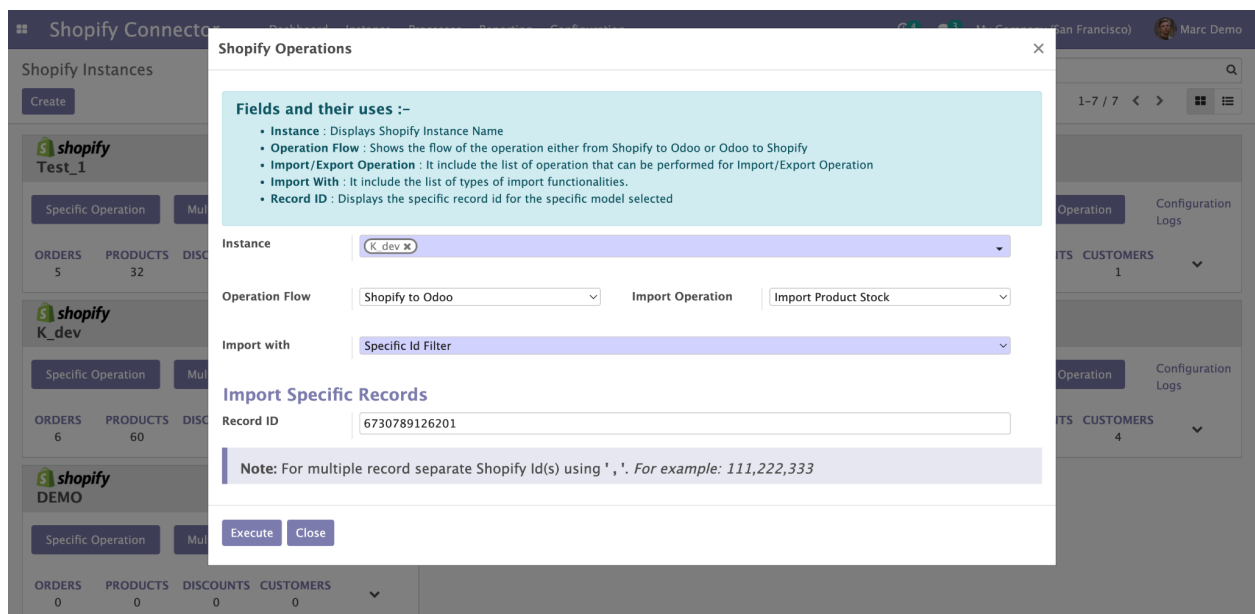 Shopify Connector
4
3
San Francisco)
Marc Demo
Shopify Instances
Create
1-7 / 7
shopify
Test_1
Specific Operation
ORDERS PRODUCTS
5 32
Operation
Configuration
Logs
CUSTOMERS
1
shopify
K_dev
Specific Operation
ORDERS PRODUCTS
6 60
Operation
Configuration
Logs
CUSTOMERS
4
shopify
DEMO
Specific Operation
ORDERS PRODUCTS DISCOUNTS CUSTOMERS
0 0 0 0
Shopify Operations
Fields and their uses :-
• Instance : Displays Shopify Instance Name
• Operation Flow : Shows the flow of the operation either from Shopify to Odoo or Odoo to Shopify
• Import/Export Operation : It include the list of operation that can be performed for Import/Export Operation
• Import With : It include the list of types of import functionalities.
• Record ID : Displays the specific record id for the specific model selected
Instance K_dev
Operation Flow Shopify to Odoo Import Operation Import Product Stock
Import with Specific Id Filter
Import Specific Records
Record ID 6730789126201
Note: For multiple record separate Shopify Id(s) using ' , '. For example: 111,222,333
Execute Close